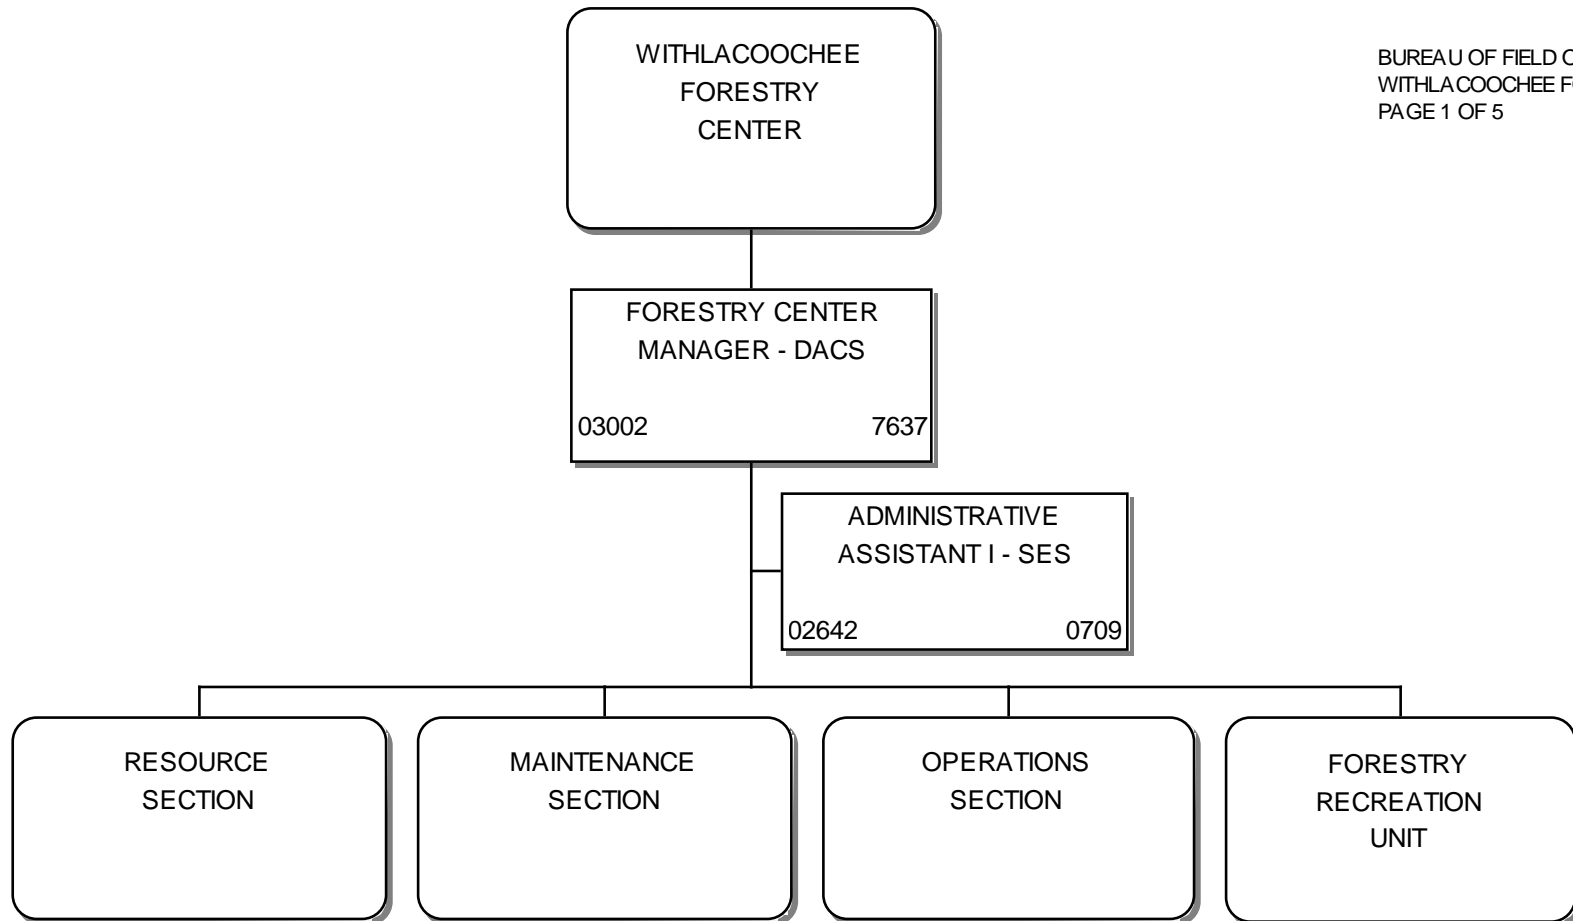 WITHLACOOCHEE
FORESTRY
CENTER
BUREAU OF FIELD
WITHLACOOCHEE
PAGE 1 OF 5
FORESTRY CENTER
MANAGER - DACS
03002 7637
ADMINISTRATIVE
ASSISTANT I - SES
02642 0709
RESOURCE
SECTION
MAINTENANCE
SECTION
OPERATIONS
SECTION
FORESTRY
RECREATION
UNIT